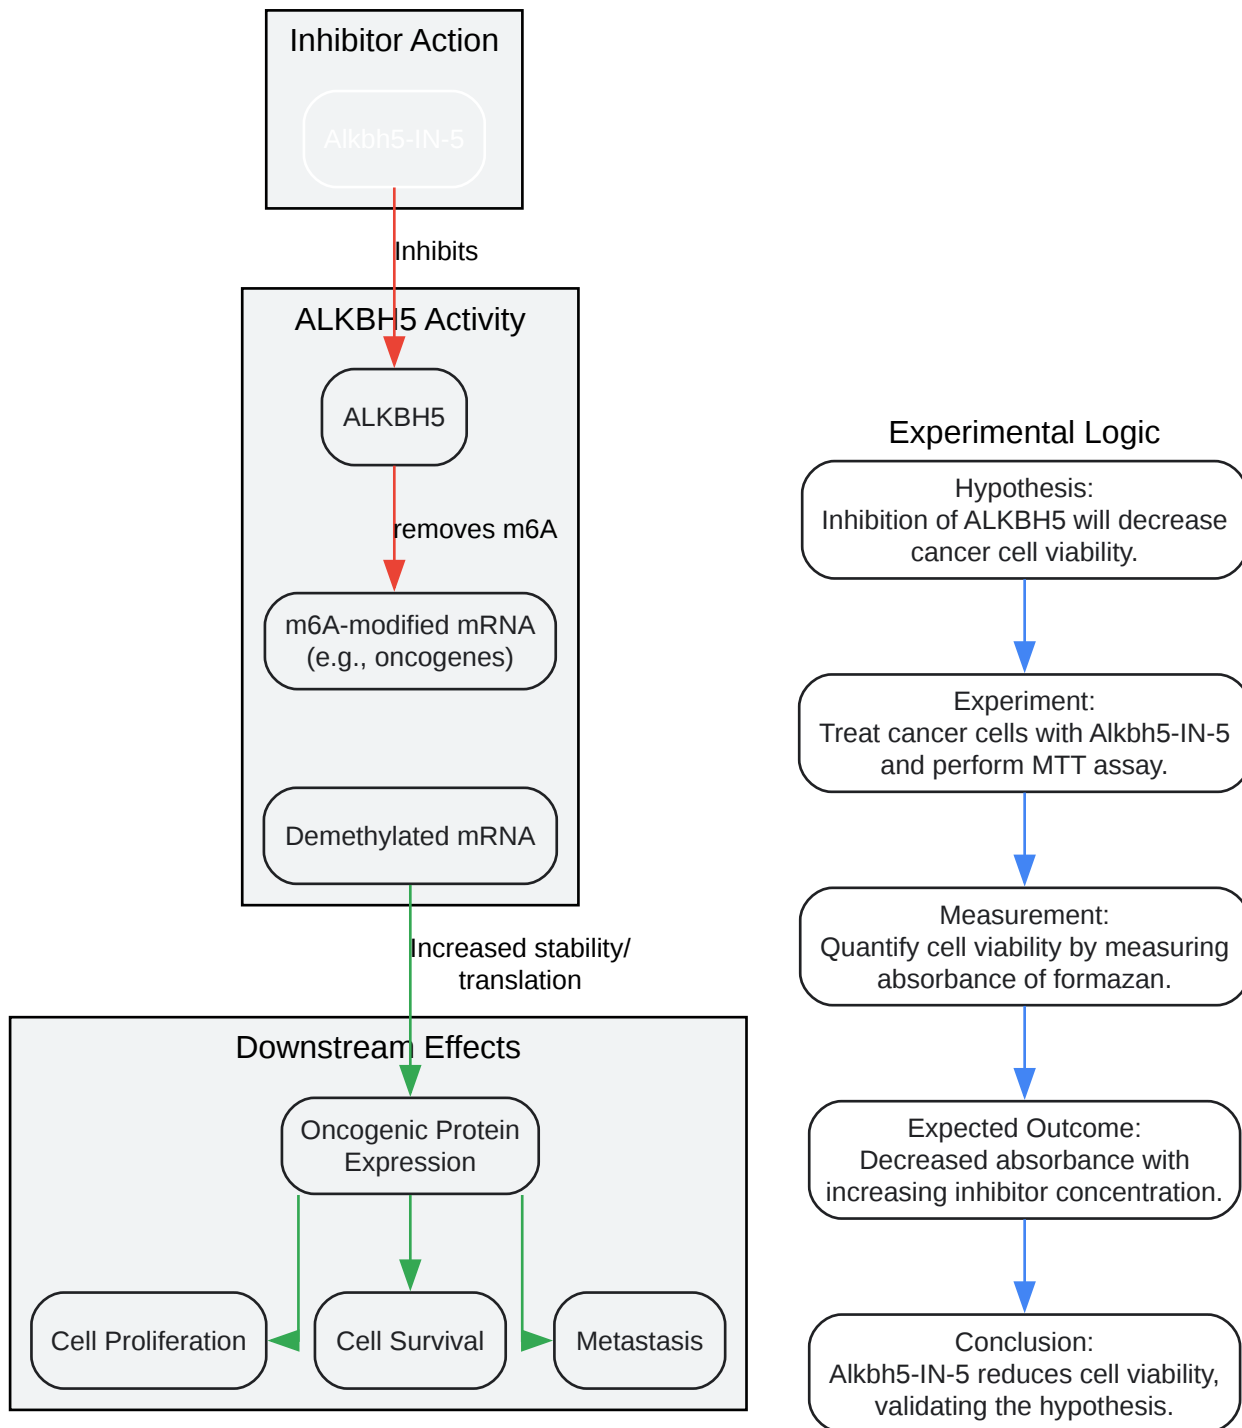 Inhibitor Action
Alkbh5-IN-5
Inhibits
ALKBH5 Activity
ALKBH5
removes m6A
m6A-modified mRNA
(e.g., oncogenes)
Demethylated mRNA
Increased stability/
translation
Downstream Effects
Oncogenic Protein
Expression
Cell Proliferation
Cell Survival
Metastasis
Experimental Logic
Hypothesis:
Inhibition of ALKBH5 will decrease
cancer cell viability.
Experiment:
Treat cancer cells with Alkbh5-IN-5
and perform MTT assay.
Measurement:
Quantify cell viability by measuring
absorbance of formazan.
Expected Outcome:
Decreased absorbance with
increasing inhibitor concentration.
Conclusion:
Alkbh5-IN-5 reduces cell viability,
validating the hypothesis.